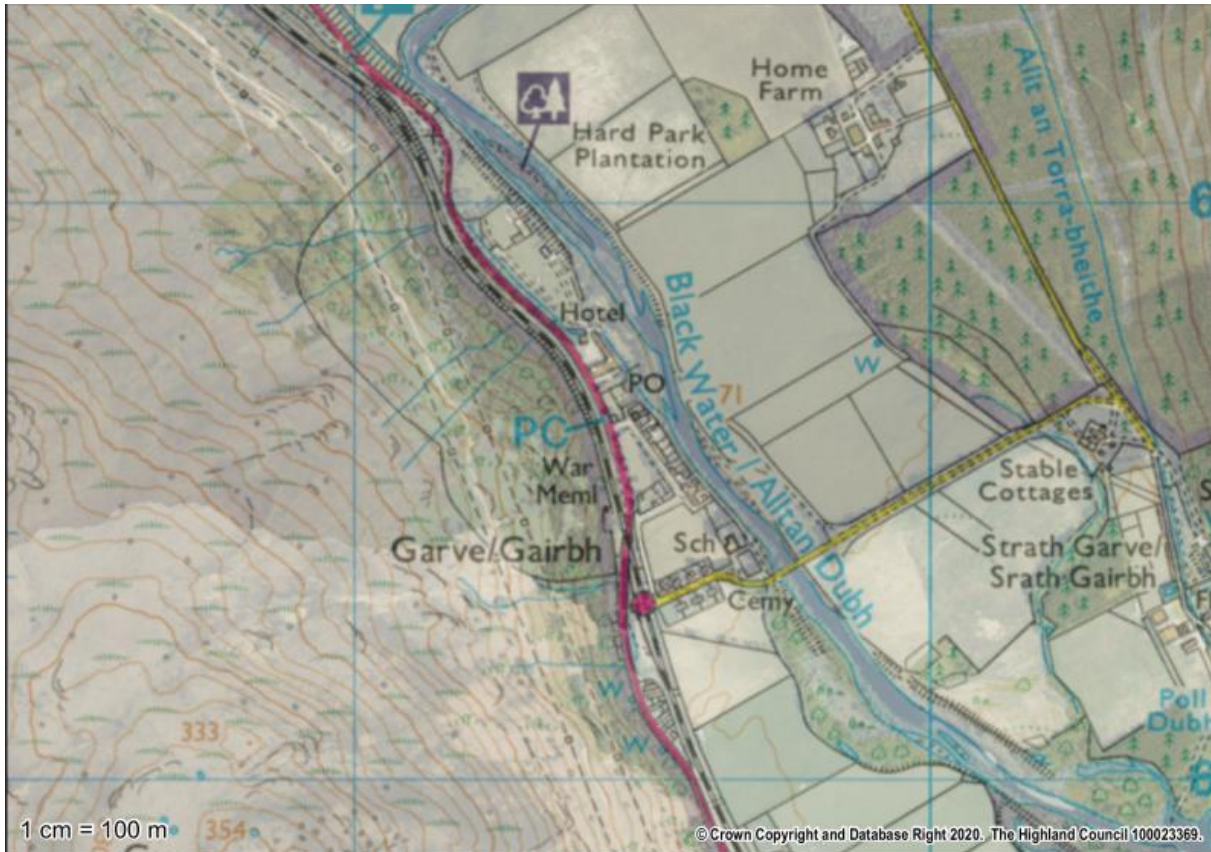 Home
Farm
Hard Park
Plantation
Allt an Torra-bheithe
6
Hotel
Black Water / Alltan Dubh
W
71
PO
PC
War
Meml
Stable
Cottages
Garve/Gairbh
Sch
Strath Garve/
Srath Gairbh
Cemy
W
W
Poll
Dubh
333
354
1 cm = 100 m
© Crown Copyright and Database Right 2020. The Highland Council 100023369.